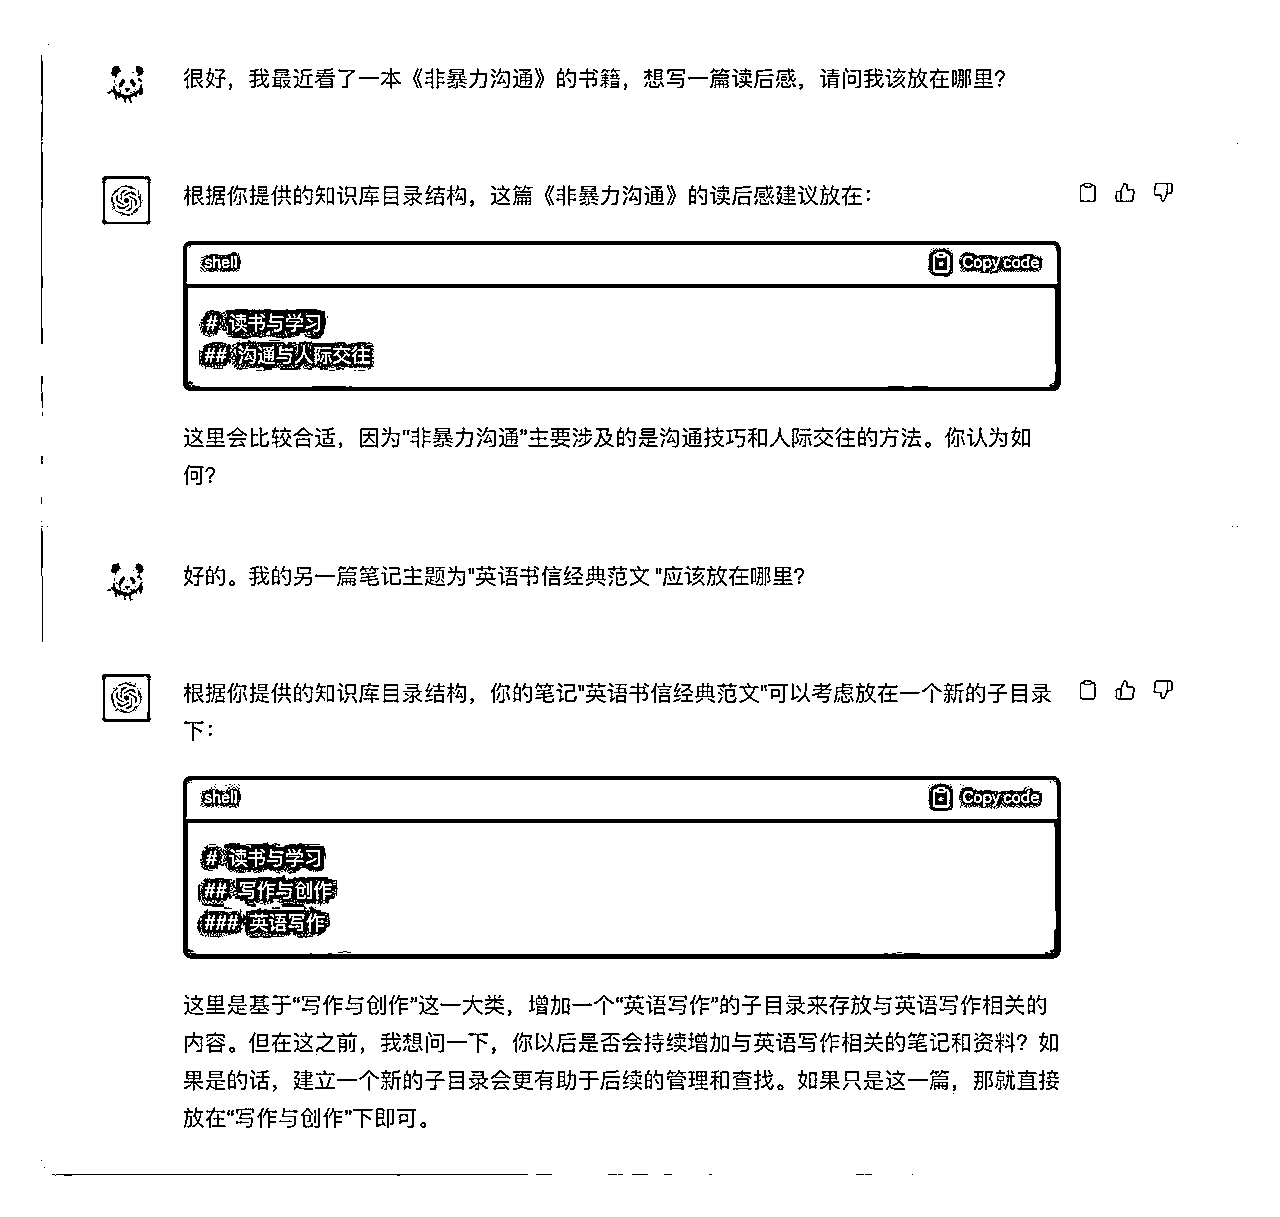 很好，我最近看了一本《非暴力沟通》的书籍，想写一篇读后感，请问我该放在哪里？
根据你提供的知识库目录结构，这篇《非暴力沟通》的读后感建议放在：
shell
Copy code
# 读书与学习
## 沟通与人际交往
这里会比较合适，因为“非暴力沟通”主要涉及的是沟通技巧和人际交往的方法。你认为如
何？
好的。我的另一篇笔记主题为"英语书信经典范文 "应该放在哪里？
根据你提供的知识库目录结构，你的笔记"英语书信经典范文"可以考虑放在一个新的子目录
下：
shell
Copy code
# 读书与学习
## 写作与创作
### 英语写作
这里是基于“写作与创作”这一大类，增加一个“英语写作”的子目录来存放与英语写作相关的
内容。但在这之前，我想问一下，你以后是否会持续增加与英语写作相关的笔记和资料？如
果是的话，建立一个新的子目录会更有助于后续的管理和查找。如果只是这一篇，那就直接
放在“写作与创作”下即可。